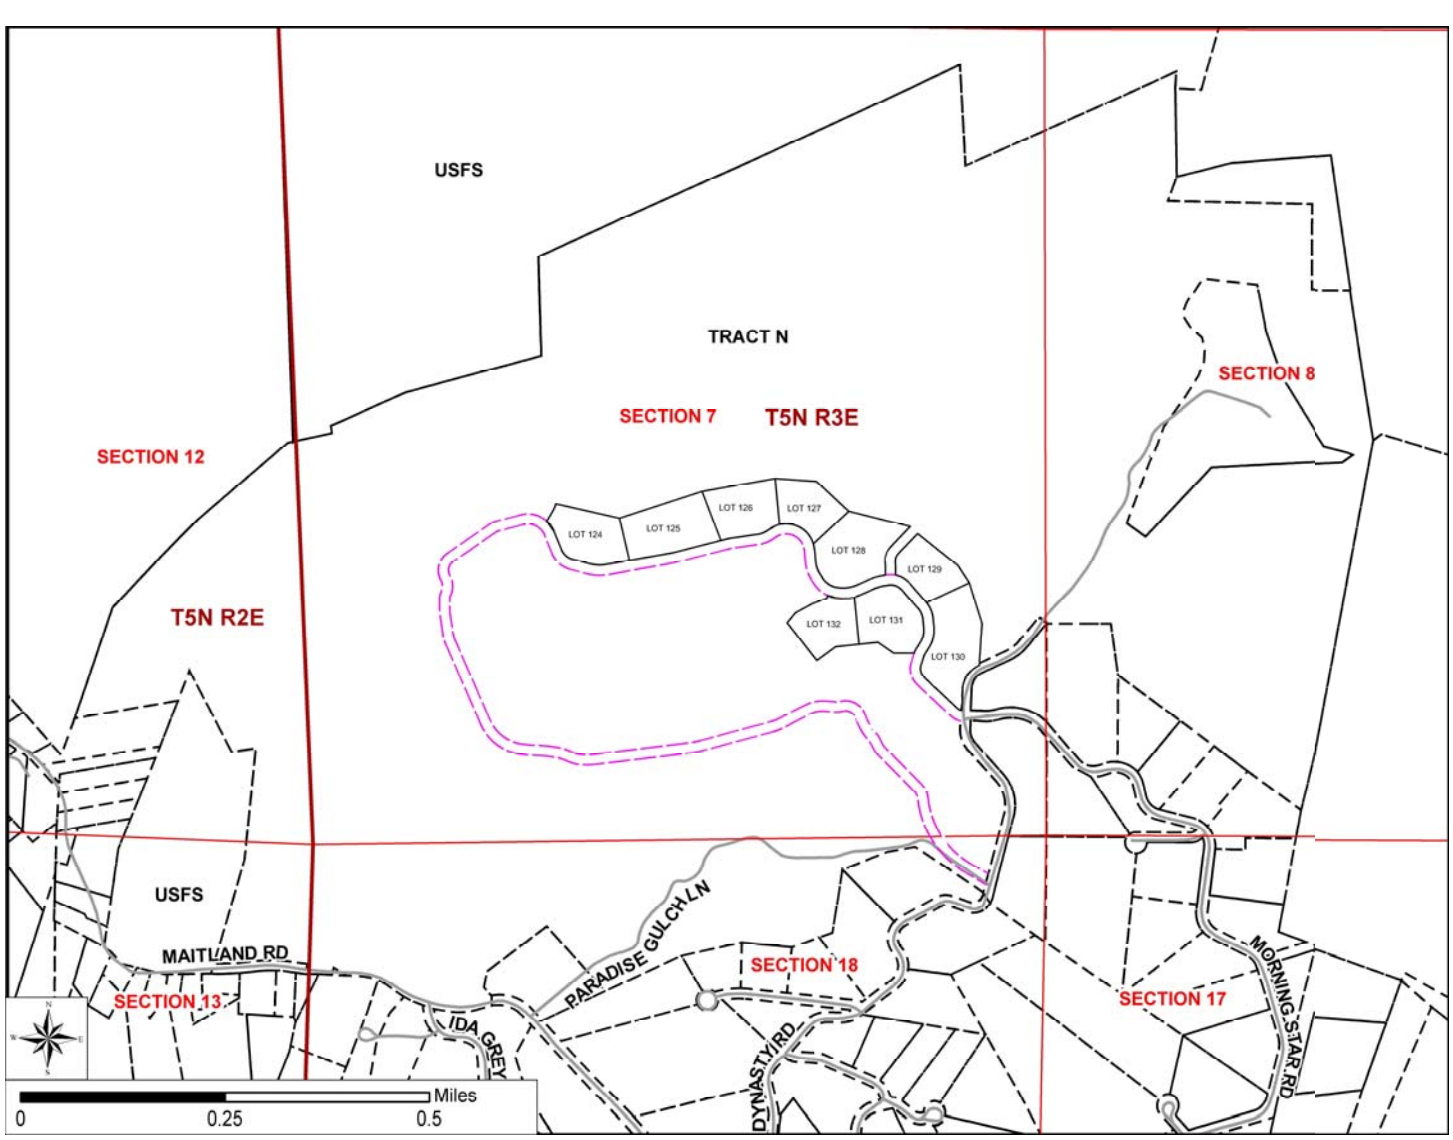 USFS
TRACT N
SECTION 8
SECTION 7
T5N R3E
SECTION 12
LOT 124
LOT 125
LOT 126
LOT 127
LOT 128
LOT 129
T5N R2E
LOT 132
LOT 131
LOT 130
USFS
PARADISE GULCH LN
MAITLAND RD
SECTION 18
SECTION 13
SECTION 17
MORNING STAR RD
IDA GREY
DYNASTY RD
N
W
E
S
Miles
0
0.25
0.5